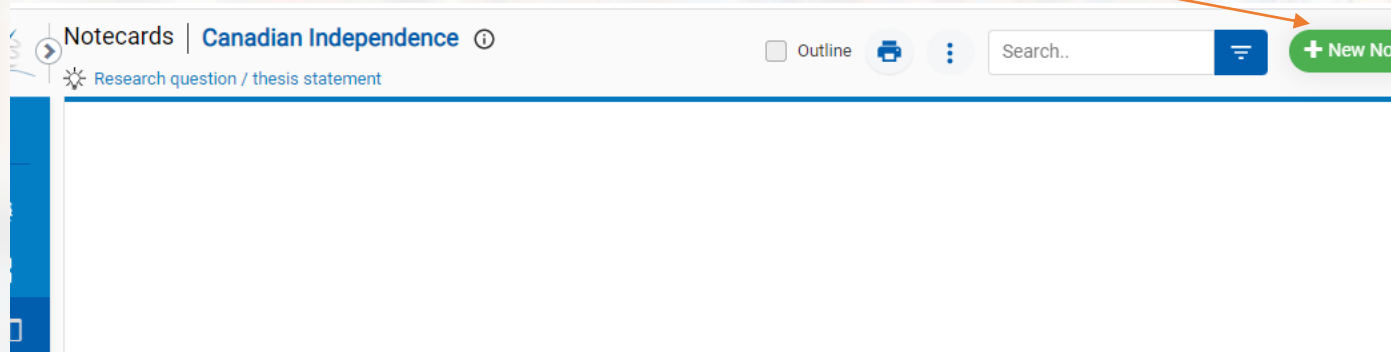 Notecards | Canadian Independence
Research question / thesis statement
Outline
Search..
+ New No